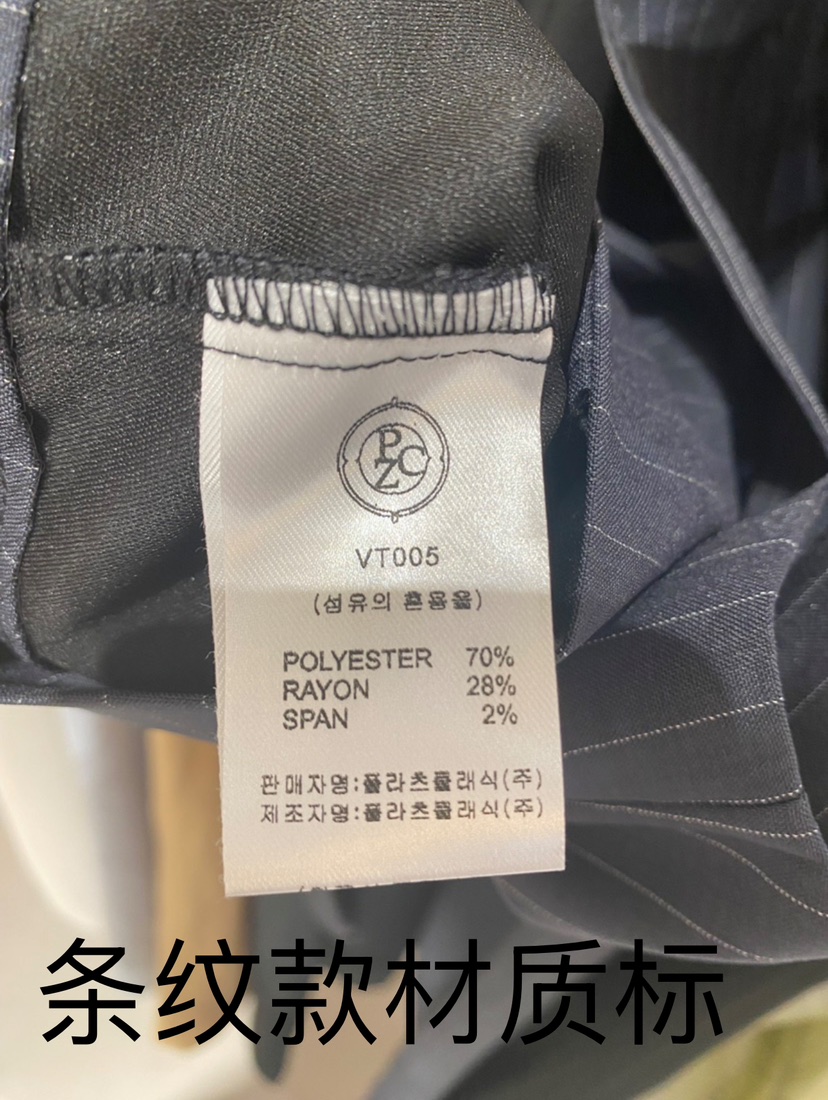 PZC
VT005
(섬유의 혼용율)
POLYESTER 70%
RAYON 28%
SPAN 2%
판매자명:플라츠클래식(주)
제조자명:플라츠클래식(주)
条纹款材质标